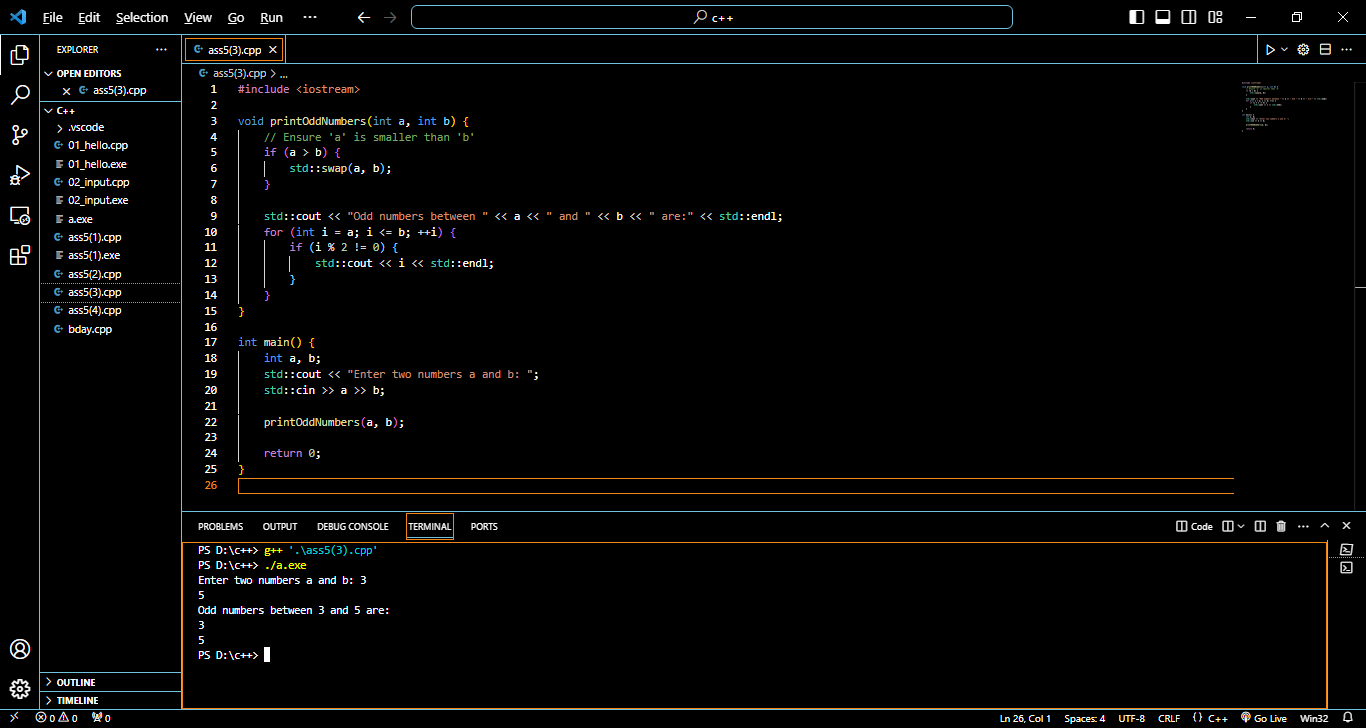 File Edit Selection View Go Run ··· c++
EXPLORER ···
OPEN EDITORS
ass5(3).cpp
C++
.vscode
01_hello.cpp
01_hello.exe
02_input.cpp
02_input.exe
a.exe
ass5(1).cpp
ass5(1).exe
ass5(2).cpp
ass5(3).cpp
ass5(4).cpp
bday.cpp
OUTLINE
TIMELINE
ass5(3).cpp
ass5(3).cpp > ...
1 #include <iostream>
2
3 void printOddNumbers(int a, int b) {
4 // Ensure 'a' is smaller than 'b'
5 if (a > b) {
6 std::swap(a, b);
7 }
8
9 std::cout << "Odd numbers between " << a << " and " << b << " are:" << std::endl;
10 for (int i = a; i <= b; ++i) {
11 if (i % 2 != 0) {
12 std::cout << i << std::endl;
13 }
14 }
15 }
16
17 int main() {
18 int a, b;
19 std::cout << "Enter two numbers a and b: ";
20 std::cin >> a >> b;
21
22 printOddNumbers(a, b);
23
24 return 0;
25 }
26
PROBLEMS OUTPUT DEBUG CONSOLE TERMINAL PORTS Code
PS D:\c++> g++ '.\ass5(3).cpp'
PS D:\c++> ./a.exe
Enter two numbers a and b: 3
5
Odd numbers between 3 and 5 are:
3
5
PS D:\c++>
0 0 0 Ln 26, Col 1 Spaces: 4 UTF-8 CRLF {} C++ Go Live Win32